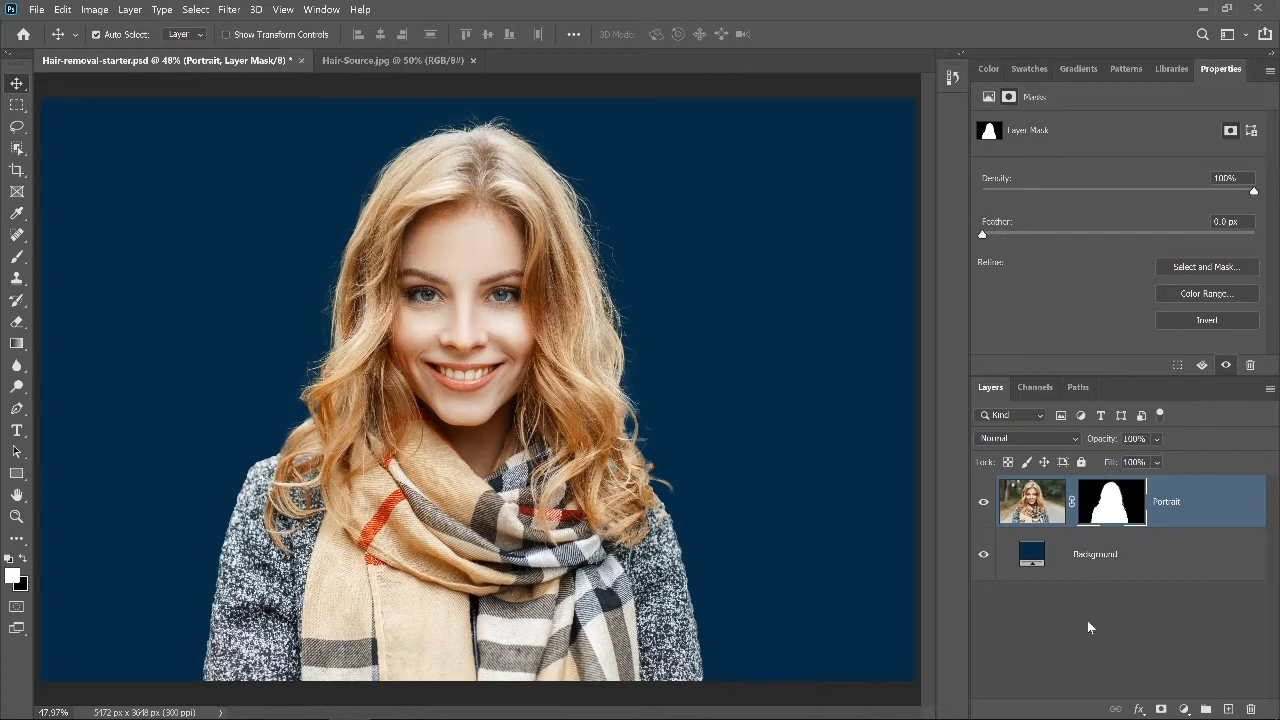 Ps File Edit Image Layer Type Select Filter 3D View Window Help
Auto Select: Layer Show Transform Controls 3D Mode:
Hair-removal-starter.psd @ 48% (Portrait, Layer Mask/8) * × Hair-Source.jpg @ 50% (RGB/8#) ×
Color Swatches Gradients Patterns Libraries Properties
Masks
Layer Mask
Density: 100%
Feather: 0.0 px
Refine: Select and Mask...
Color Range...
Invert
Layers Channels Paths
Kind
Normal Opacity: 100%
Lock: Fill: 100%
Portrait
Background
47.97% 5472 px x 3648 px (300 ppi)